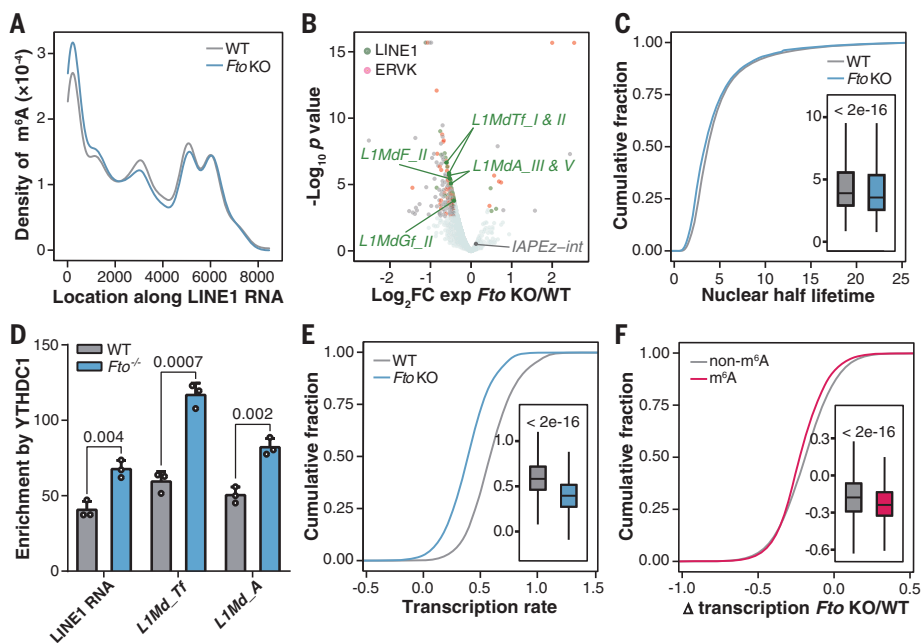 A
Density of m⁶A (×10⁻⁴)
3
2
1
0
WT
Fto KO
0 2000 4000 6000 8000
Location along LINE1 RNA
B
-Log₁₀ p value
15
10
5
0
LINE1
ERVK
L1MdTf_I & II
L1MdF_II
L1MdA_III & V
L1MdGf_II
IAPEz-int
-2 -1 0 1 2
Log₂FC exp Fto KO/WT
C
Cumulative fraction
1.00
0.75
0.50
0.25
0.00
WT
Fto KO
< 2e-16
10
5
0
0 5 10 15 20 25
Nuclear half lifetime
D
Enrichment by YTHDC1
150
100
50
0
WT
Fto⁻/⁻
0.004
0.0007
0.002
LINE1 RNA
L1Md_Tf
L1Md_A
E
Cumulative fraction
1.00
0.75
0.50
0.25
0.00
WT
Fto KO
< 2e-16
1.0
0.5
0.0
-0.5 0.0 0.5 1.0 1.5
Transcription rate
F
Cumulative fraction
1.00
0.75
0.50
0.25
0.00
non-m⁶A
m⁶A
< 2e-16
0.3
0.0
-0.3
-0.6
-1.0 -0.5 0.0 0.5
Δ transcription Fto KO/WT